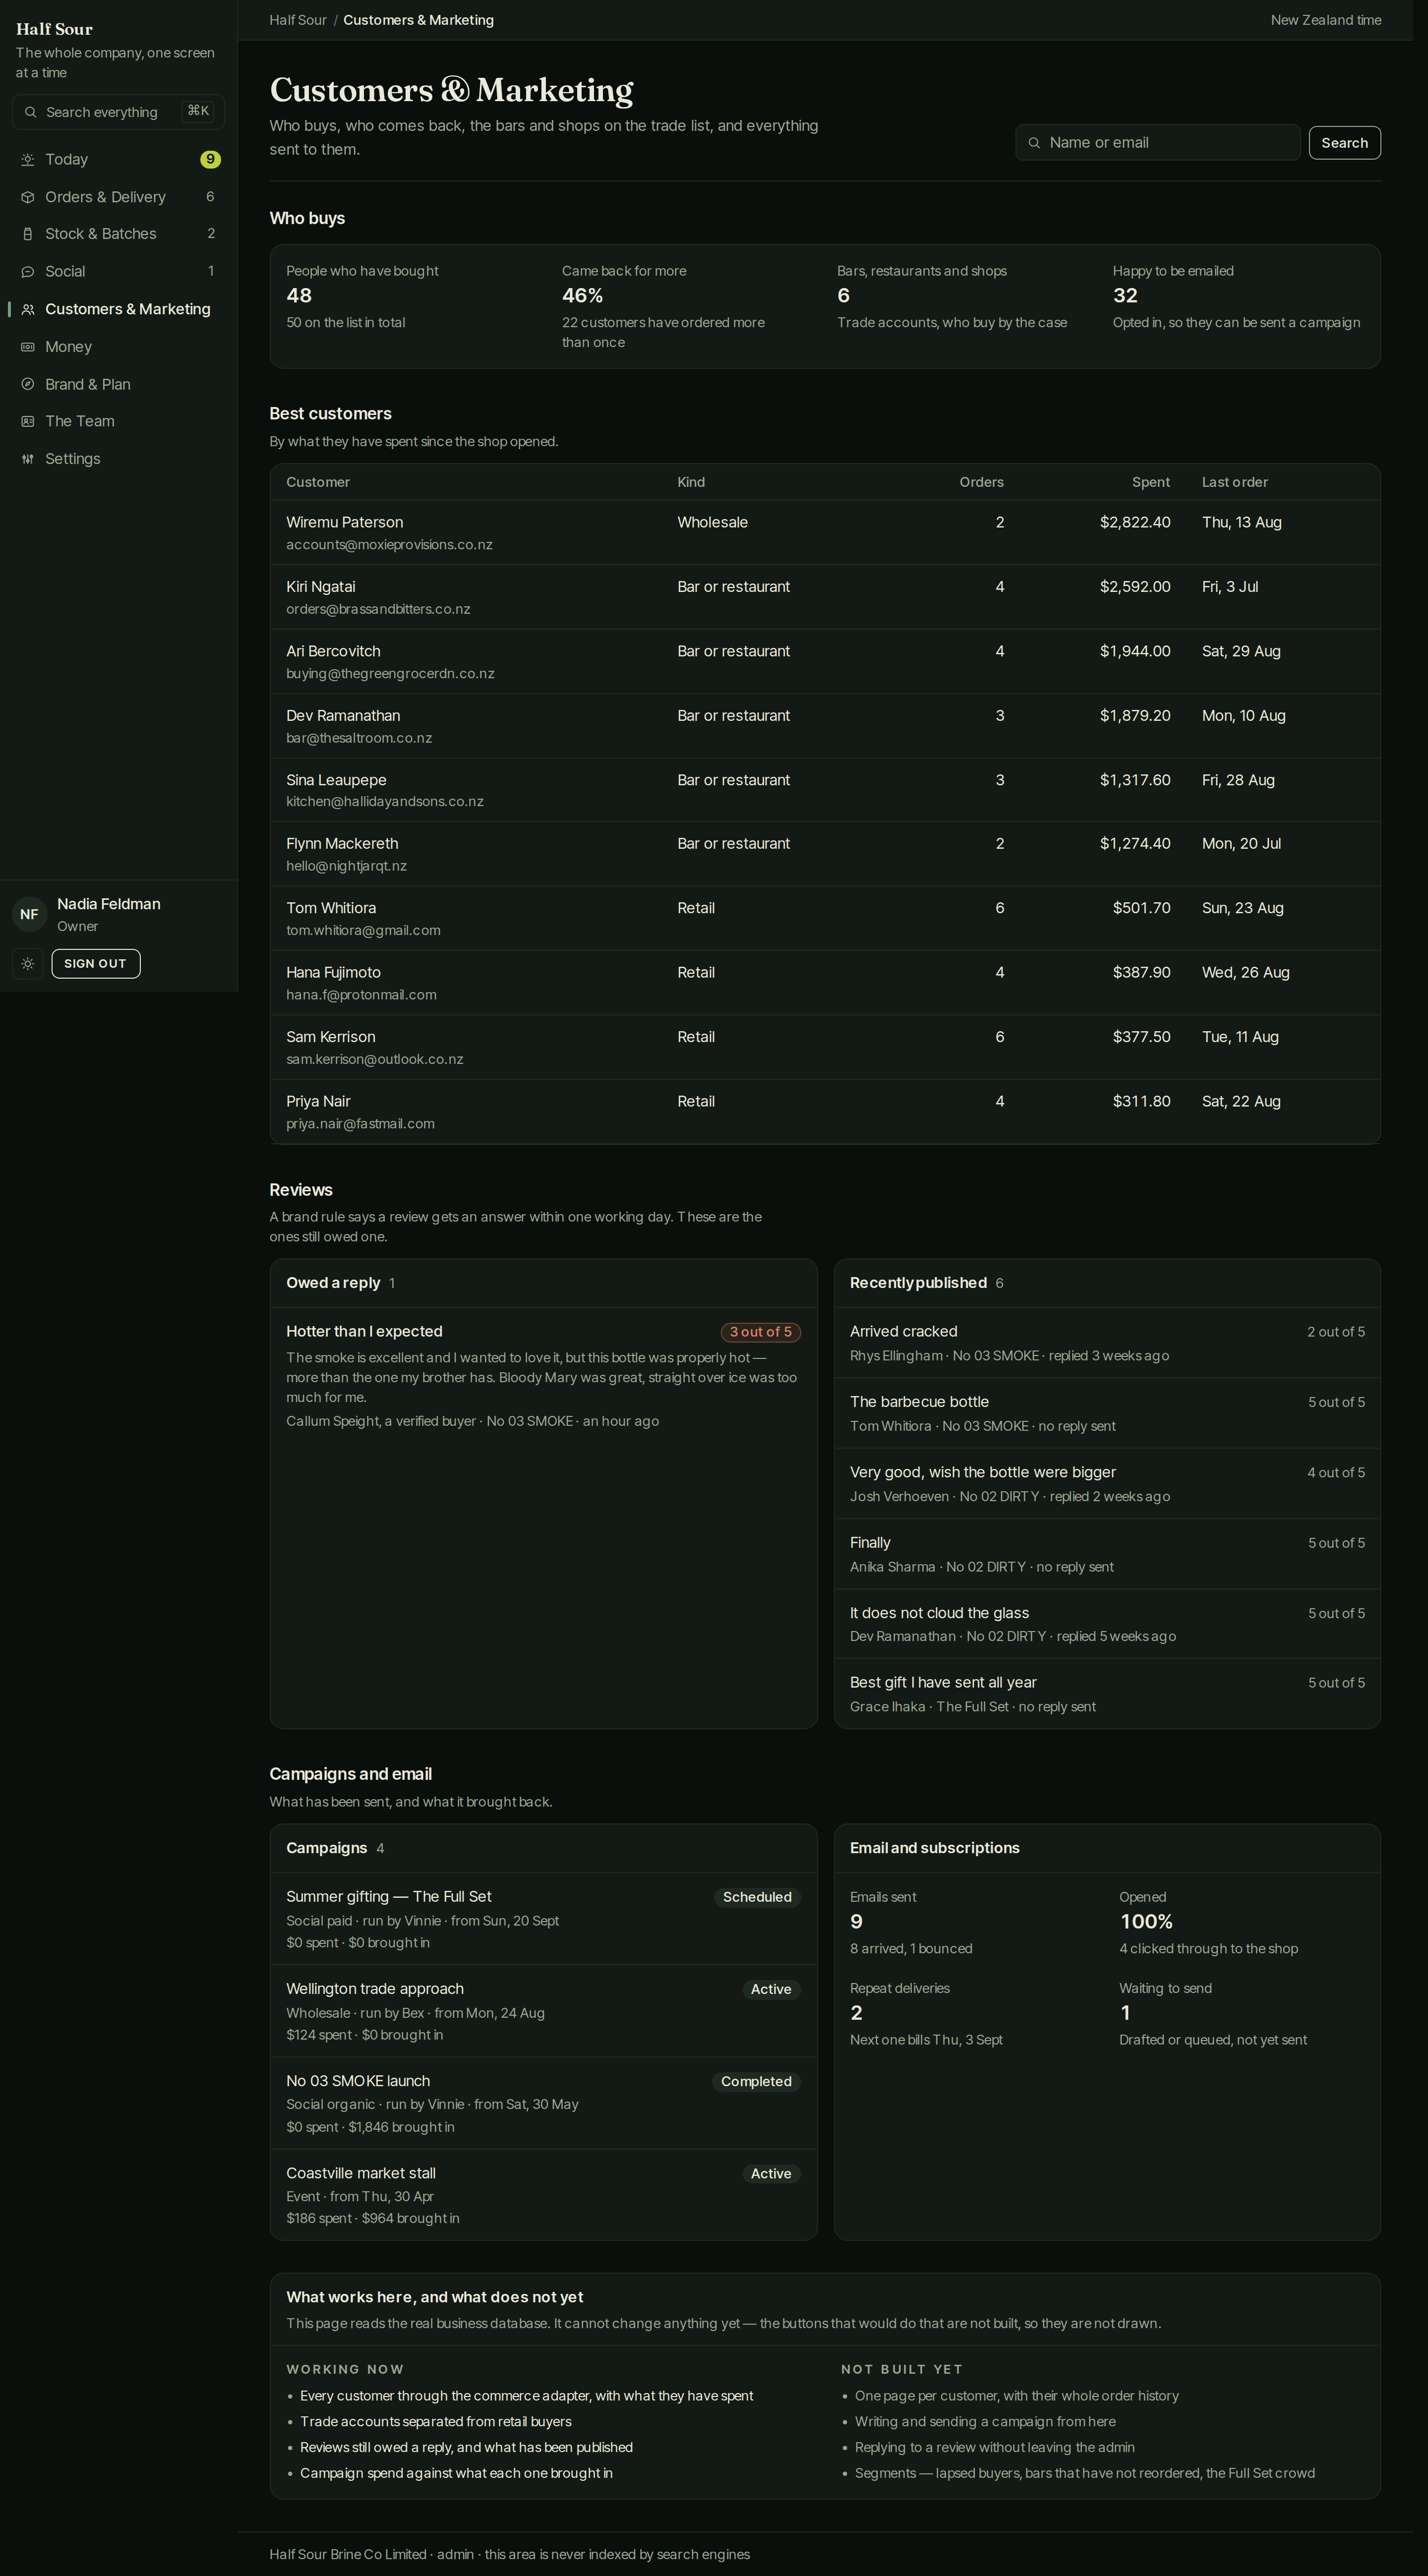 Half Sour
The whole company, one screen
at a time
Search everything ⌘K
Today 9
Orders & Delivery 6
Stock & Batches 2
Social 1
Customers & Marketing
Money
Brand & Plan
The Team
Settings
NF
Nadia Feldman
Owner
SIGN OUT
Half Sour / Customers & Marketing
New Zealand time
Customers & Marketing
Who buys, who comes back, the bars and shops on the trade list, and everything
sent to them.
Name or email
Search
Who buys
People who have bought
48
50 on the list in total
Came back for more
46%
22 customers have ordered more
than once
Bars, restaurants and shops
6
Trade accounts, who buy by the case
Happy to be emailed
32
Opted in, so they can be sent a campaign
Best customers
By what they have spent since the shop opened.
Customer Kind Orders Spent Last order
Wiremu Paterson Wholesale 2 $2,822.40 Thu, 13 Aug
accounts@moxieprovisions.co.nz
Kiri Ngatai Bar or restaurant 4 $2,592.00 Fri, 3 Jul
orders@brassandbitters.co.nz
Ari Bercovitch Bar or restaurant 4 $1,944.00 Sat, 29 Aug
buying@thegreengrocerdn.co.nz
Dev Ramanathan Bar or restaurant 3 $1,879.20 Mon, 10 Aug
bar@thesaltroom.co.nz
Sina Leaupepe Bar or restaurant 3 $1,317.60 Fri, 28 Aug
kitchen@hallidayandsons.co.nz
Flynn Mackereth Bar or restaurant 2 $1,274.40 Mon, 20 Jul
hello@nightjarqt.nz
Tom Whitiora Retail 6 $501.70 Sun, 23 Aug
tom.whitiora@gmail.com
Hana Fujimoto Retail 4 $387.90 Wed, 26 Aug
hana.f@protonmail.com
Sam Kerrison Retail 6 $377.50 Tue, 11 Aug
sam.kerrison@outlook.co.nz
Priya Nair Retail 4 $311.80 Sat, 22 Aug
priya.nair@fastmail.com
Reviews
A brand rule says a review gets an answer within one working day. These are the
ones still owed one.
Owed a reply 1
Hotter than I expected 3 out of 5
The smoke is excellent and I wanted to love it, but this bottle was properly hot —
more than the one my brother has. Bloody Mary was great, straight over ice was too
much for me.
Callum Speight, a verified buyer · No 03 SMOKE · an hour ago
Recently published 6
Arrived cracked 2 out of 5
Rhys Ellingham · No 03 SMOKE · replied 3 weeks ago
The barbecue bottle 5 out of 5
Tom Whitiora · No 03 SMOKE · no reply sent
Very good, wish the bottle were bigger 4 out of 5
Josh Verhoeven · No 02 DIRTY · replied 2 weeks ago
Finally 5 out of 5
Anika Sharma · No 02 DIRTY · no reply sent
It does not cloud the glass 5 out of 5
Dev Ramanathan · No 02 DIRTY · replied 5 weeks ago
Best gift I have sent all year 5 out of 5
Grace Ihaka · The Full Set · no reply sent
Campaigns and email
What has been sent, and what it brought back.
Campaigns 4
Summer gifting — The Full Set Scheduled
Social paid · run by Vinnie · from Sun, 20 Sept
$0 spent · $0 brought in
Wellington trade approach Active
Wholesale · run by Bex · from Mon, 24 Aug
$124 spent · $0 brought in
No 03 SMOKE launch Completed
Social organic · run by Vinnie · from Sat, 30 May
$0 spent · $1,846 brought in
Coastville market stall Active
Event · from Thu, 30 Apr
$186 spent · $964 brought in
Email and subscriptions
Emails sent
9
8 arrived, 1 bounced
Opened
100%
4 clicked through to the shop
Repeat deliveries
2
Next one bills Thu, 3 Sept
Waiting to send
1
Drafted or queued, not yet sent
What works here, and what does not yet
This page reads the real business database. It cannot change anything yet — the buttons that would do that are not built, so they are not drawn.
WORKING NOW
• Every customer through the commerce adapter, with what they have spent
• Trade accounts separated from retail buyers
• Reviews still owed a reply, and what has been published
• Campaign spend against what each one brought in
NOT BUILT YET
• One page per customer, with their whole order history
• Writing and sending a campaign from here
• Replying to a review without leaving the admin
• Segments — lapsed buyers, bars that have not reordered, the Full Set crowd
Half Sour Brine Co Limited · admin · this area is never indexed by search engines